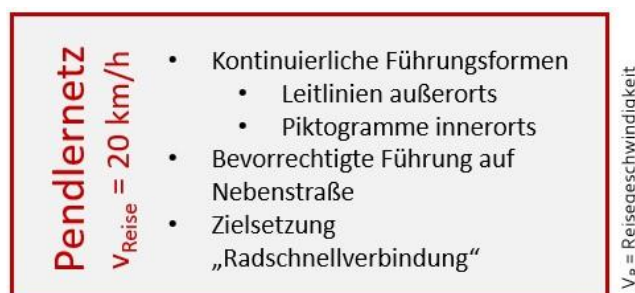 Pendlernetz
vReise = 20 km/h
• Kontinuierliche Führungsformen
• Leitlinien außerorts
• Piktogramme innerorts
• Bevorrechtigte Führung auf
Nebenstraße
• Zielsetzung
„Radschnellverbindung“
VR = Reisegeschwindigkeit